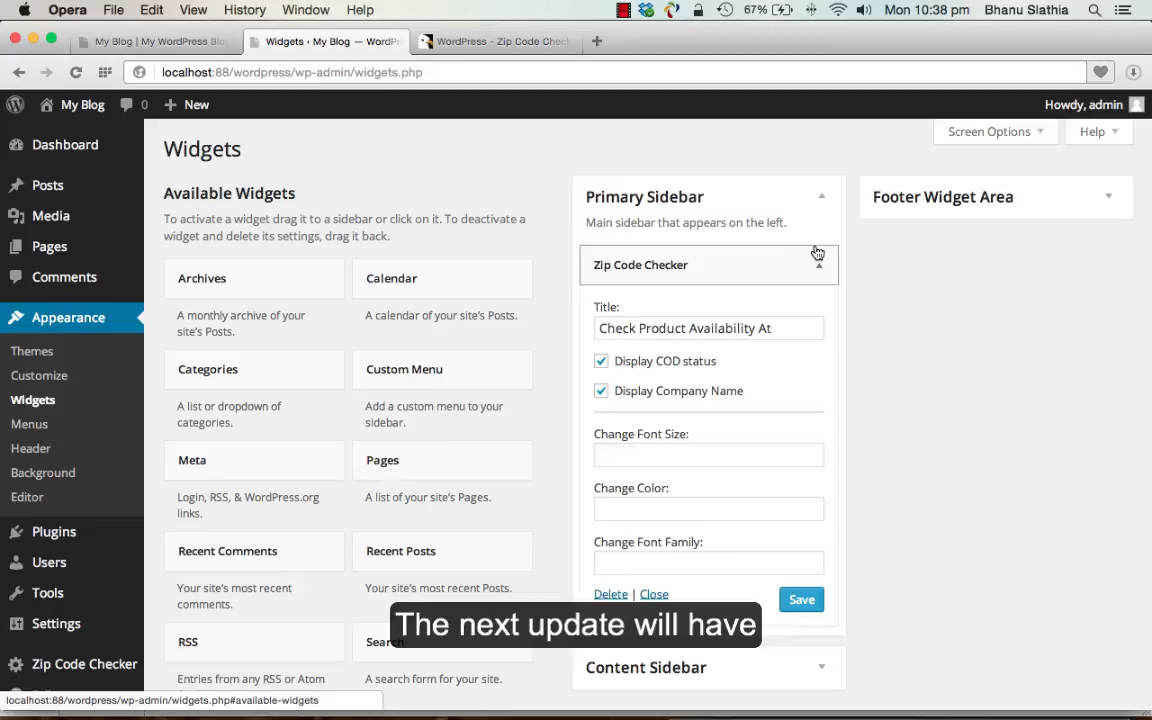 Opera File Edit View History Window Help 67% Mon 10:38 pm Bhanu Slathia
My Blog | My WordPress Blo Widgets ‹ My Blog — WordPr WordPress - Zip Code Check
localhost:88/wordpress/wp-admin/widgets.php
My Blog 0 + New Howdy, admin
Screen Options Help
Dashboard
Posts
Media
Pages
Comments
Appearance
Themes
Customize
Widgets
Menus
Header
Background
Editor
Plugins
Users
Tools
Settings
Zip Code Checker
Widgets
Available Widgets
To activate a widget drag it to a sidebar or click on it. To deactivate a
widget and delete its settings, drag it back.
Archives Calendar
A monthly archive of your A calendar of your site's Posts.
site's Posts.
Categories Custom Menu
A list or dropdown of Add a custom menu to your
categories. sidebar.
Meta Pages
Login, RSS, & WordPress.org A list of your site's Pages.
links.
Recent Comments Recent Posts
Your site's most recent Your site's most recent Posts.
comments.
RSS Search
Entries from any RSS or Atom A search form for your site.
Primary Sidebar
Main sidebar that appears on the left.
Zip Code Checker
Title:
Check Product Availability At
Display COD status
Display Company Name
Change Font Size:
Change Color:
Change Font Family:
Delete | Close Save
Content Sidebar
Footer Widget Area
The next update will have
localhost:88/wordpress/wp-admin/widgets.php#available-widgets